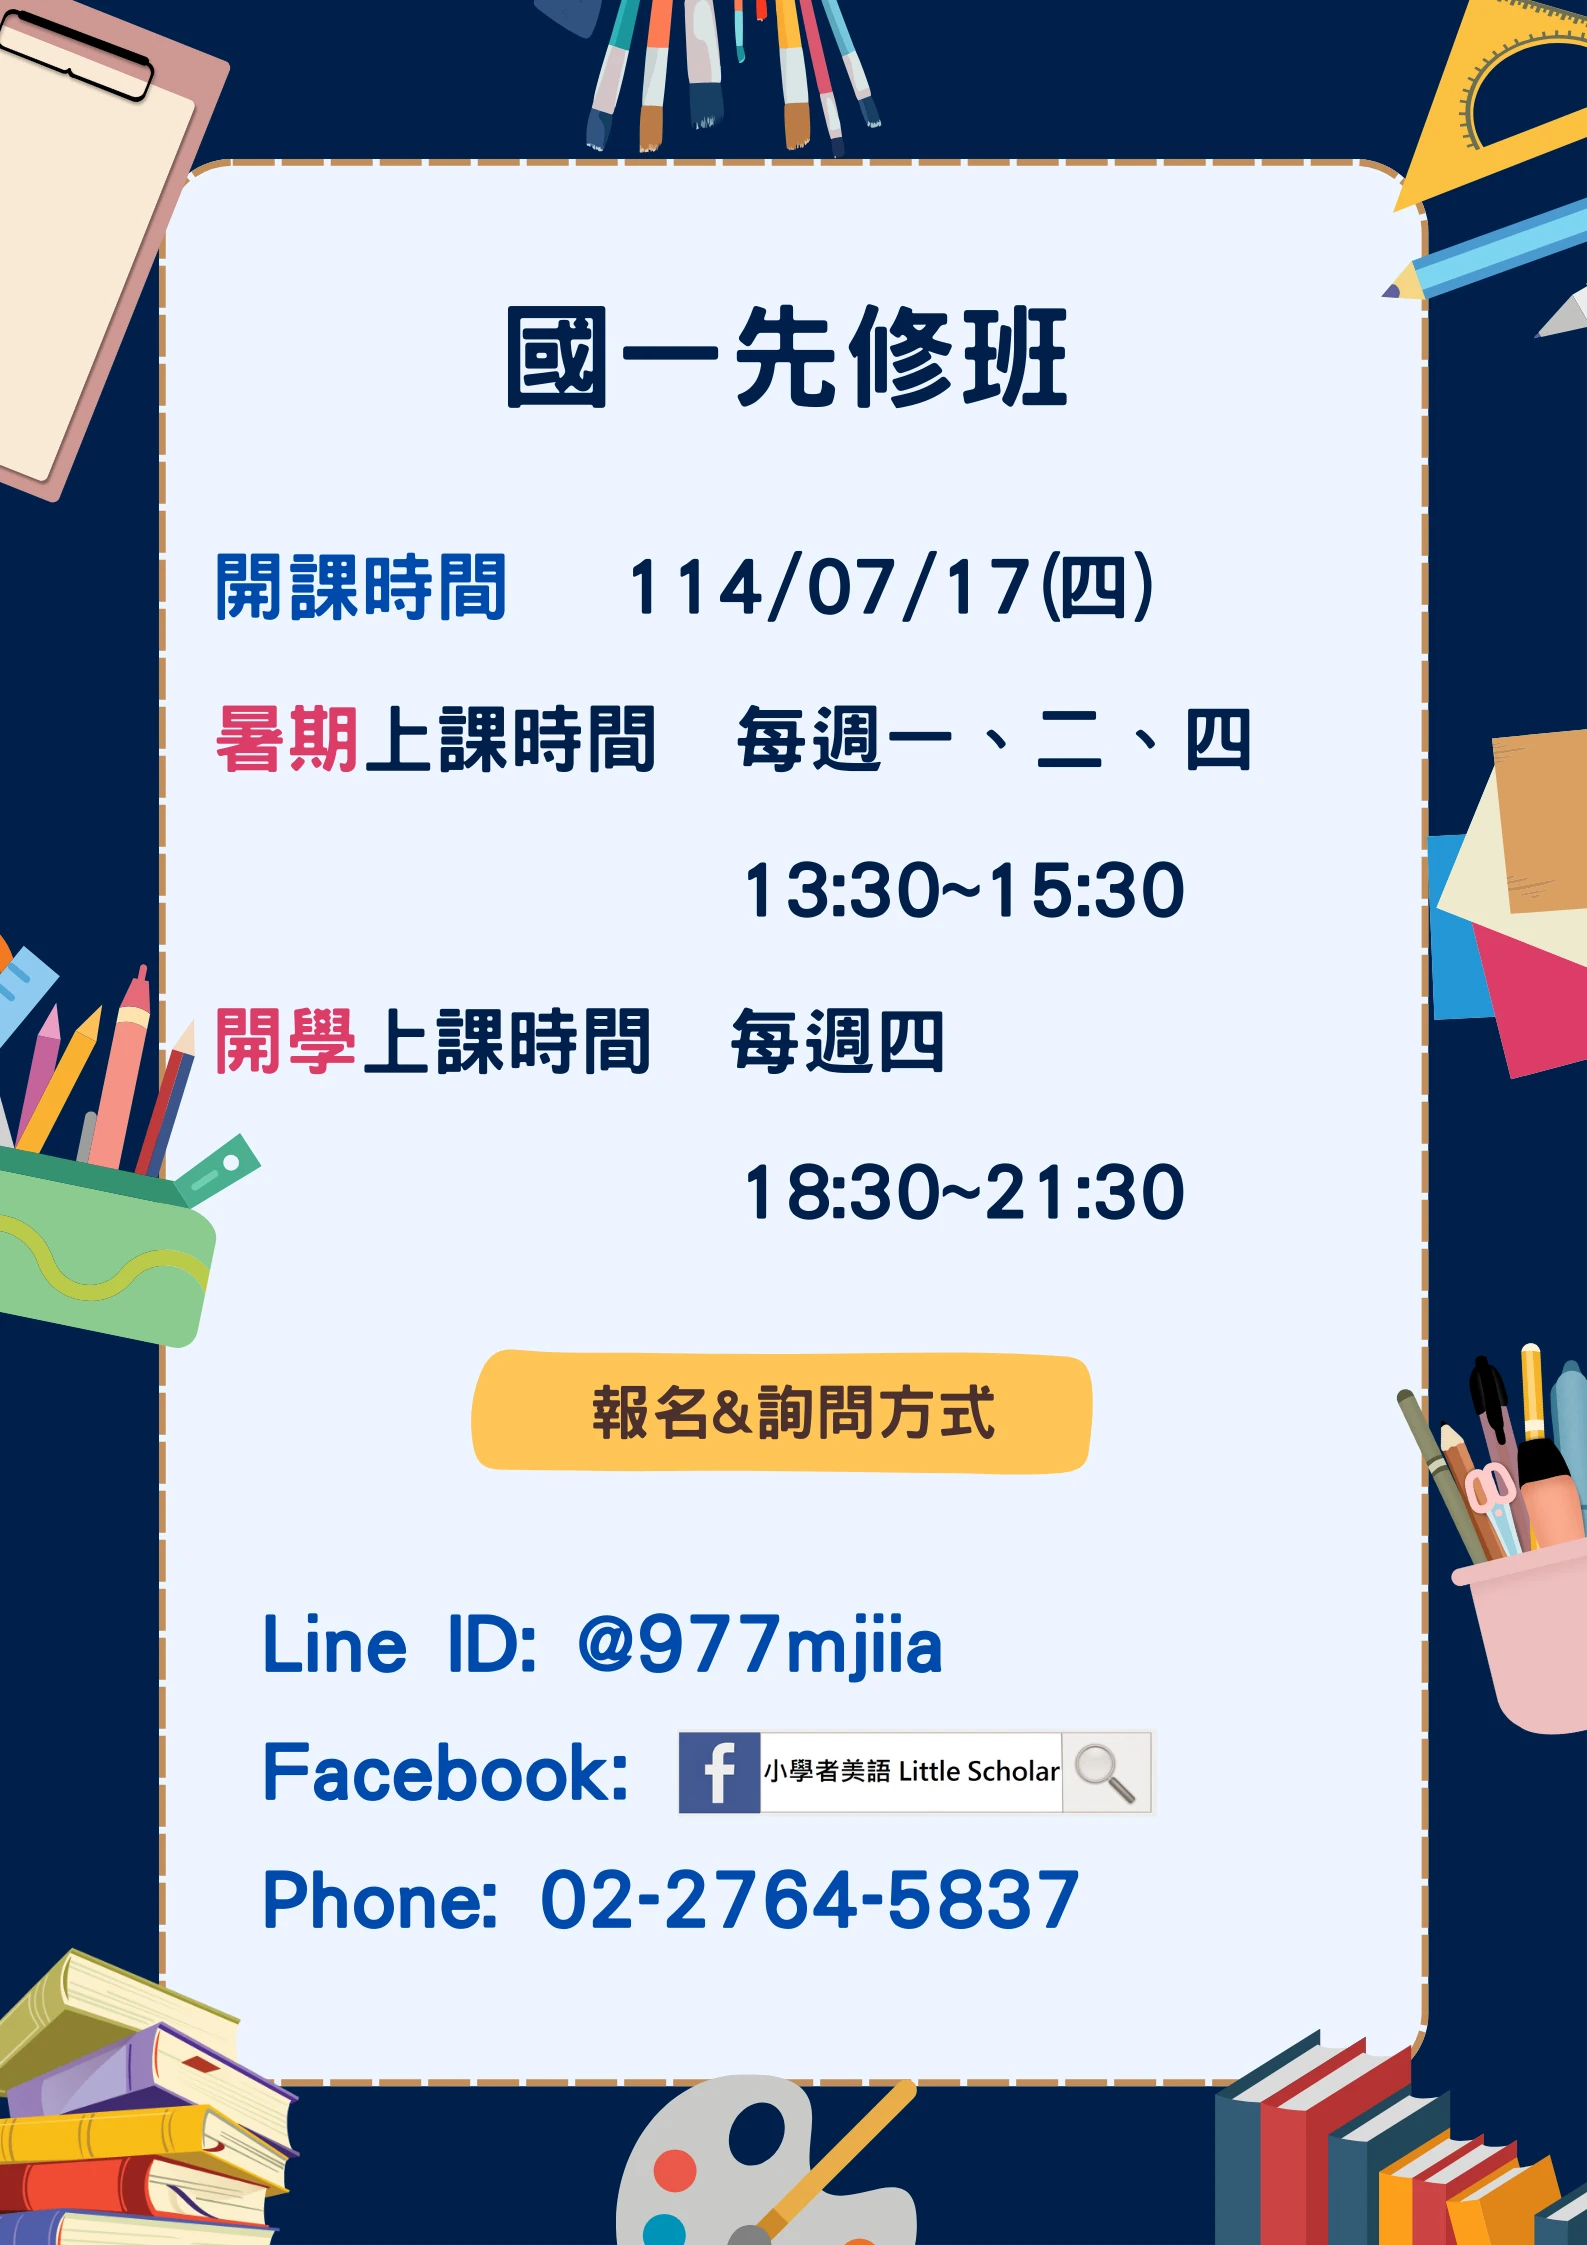 國一先修班
開課時間 114/07/17(四)
暑期上課時間 每週一、二、四
13:30~15:30
開學上課時間 每週四
18:30~21:30
報名&詢問方式
Line ID: @977mjiia
Facebook: f 小學者美語 Little Scholar
Phone: 02-2764-5837